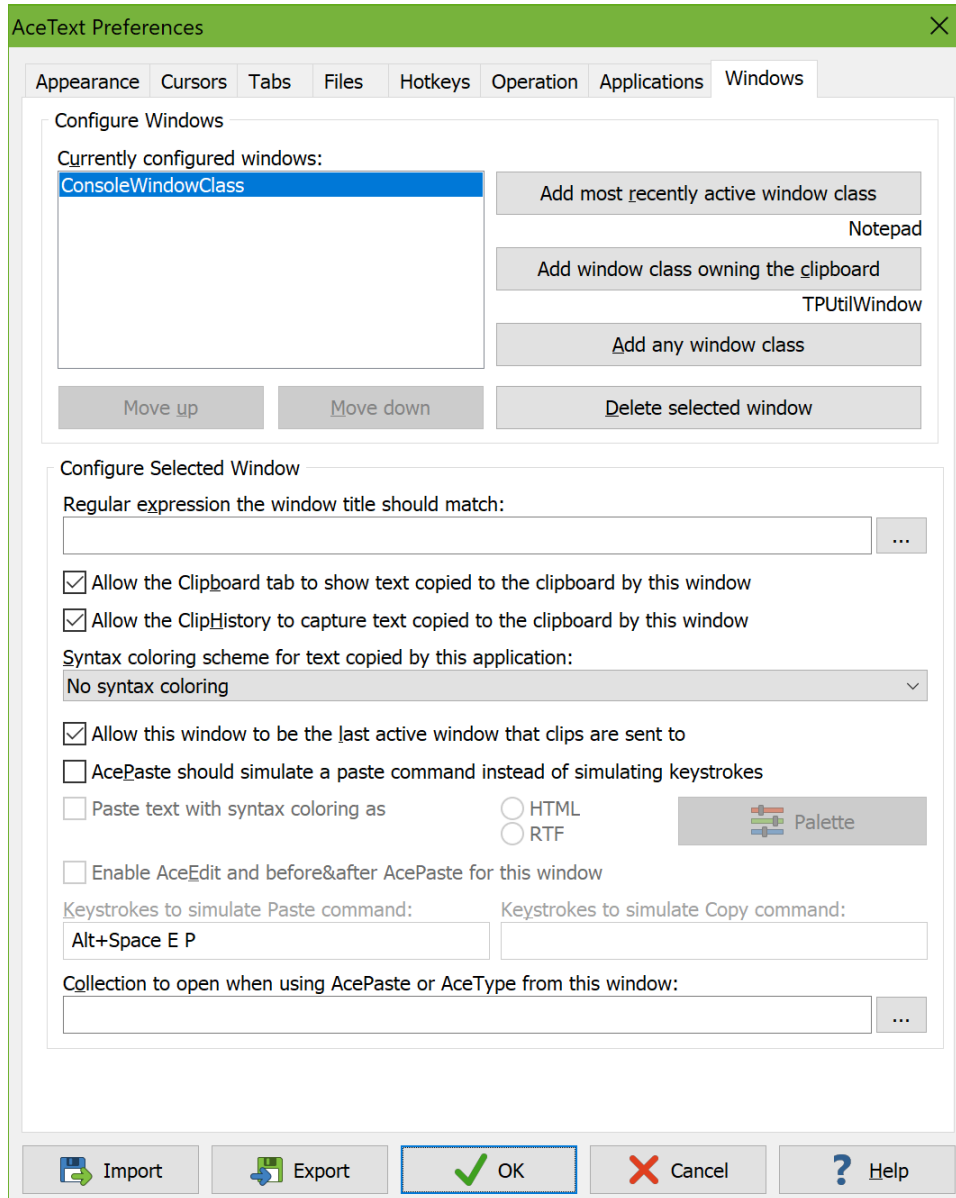 AceText Preferences
Appearance Cursors Tabs Files Hotkeys Operation Applications Windows
Configure Windows
Currently configured windows:
ConsoleWindowClass
Add most recently active window class
Notepad
Add window class owning the clipboard
TPUtilWindow
Add any window class
Move up Move down Delete selected window
Configure Selected Window
Regular expression the window title should match:
...
Allow the Clipboard tab to show text copied to the clipboard by this window
Allow the ClipHistory to capture text copied to the clipboard by this window
Syntax coloring scheme for text copied by this application:
No syntax coloring
Allow this window to be the last active window that clips are sent to
AcePaste should simulate a paste command instead of simulating keystrokes
Paste text with syntax coloring as HTML
RTF
Palette
Enable AceEdit and before&after AcePaste for this window
Keystrokes to simulate Paste command: Keystrokes to simulate Copy command:
Alt+Space E P
Collection to open when using AcePaste or AceType from this window:
...
Import Export OK Cancel Help